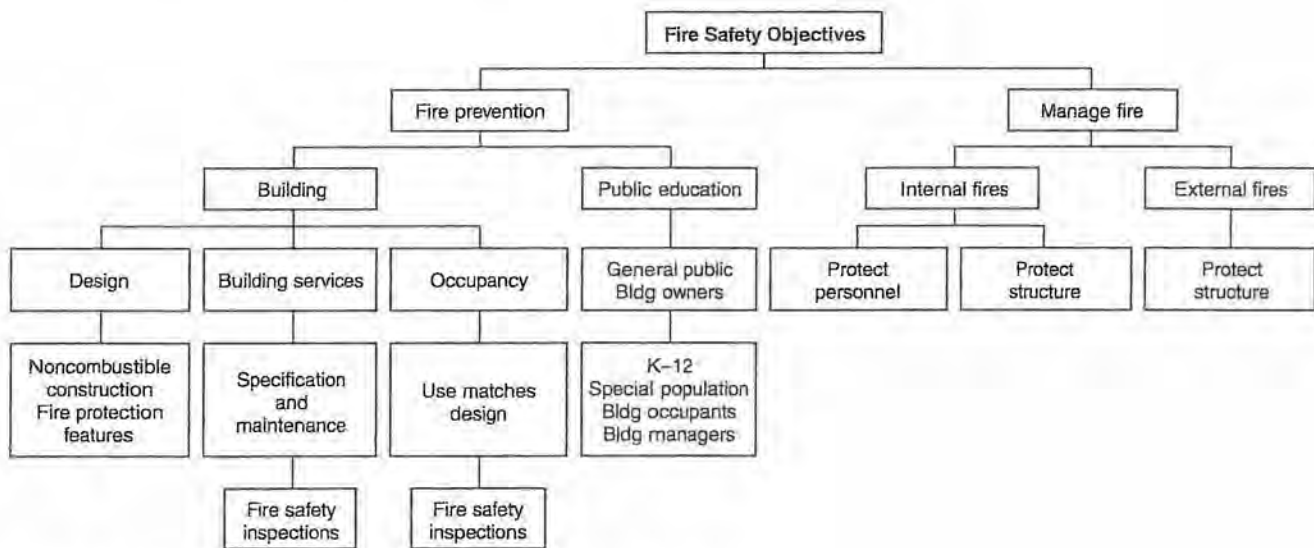 Fire Safety Objectives
Fire prevention
Manage fire
Building
Public education
Internal fires
External fires
Design
Building services
Occupancy
General public
Bldg owners
Protect
personnel
Protect
structure
Protect
structure
Noncombustible
construction
Fire protection
features
Specification
and
maintenance
Use matches
design
K–12
Special population
Bldg occupants
Bldg managers
Fire safety
inspections
Fire safety
inspections